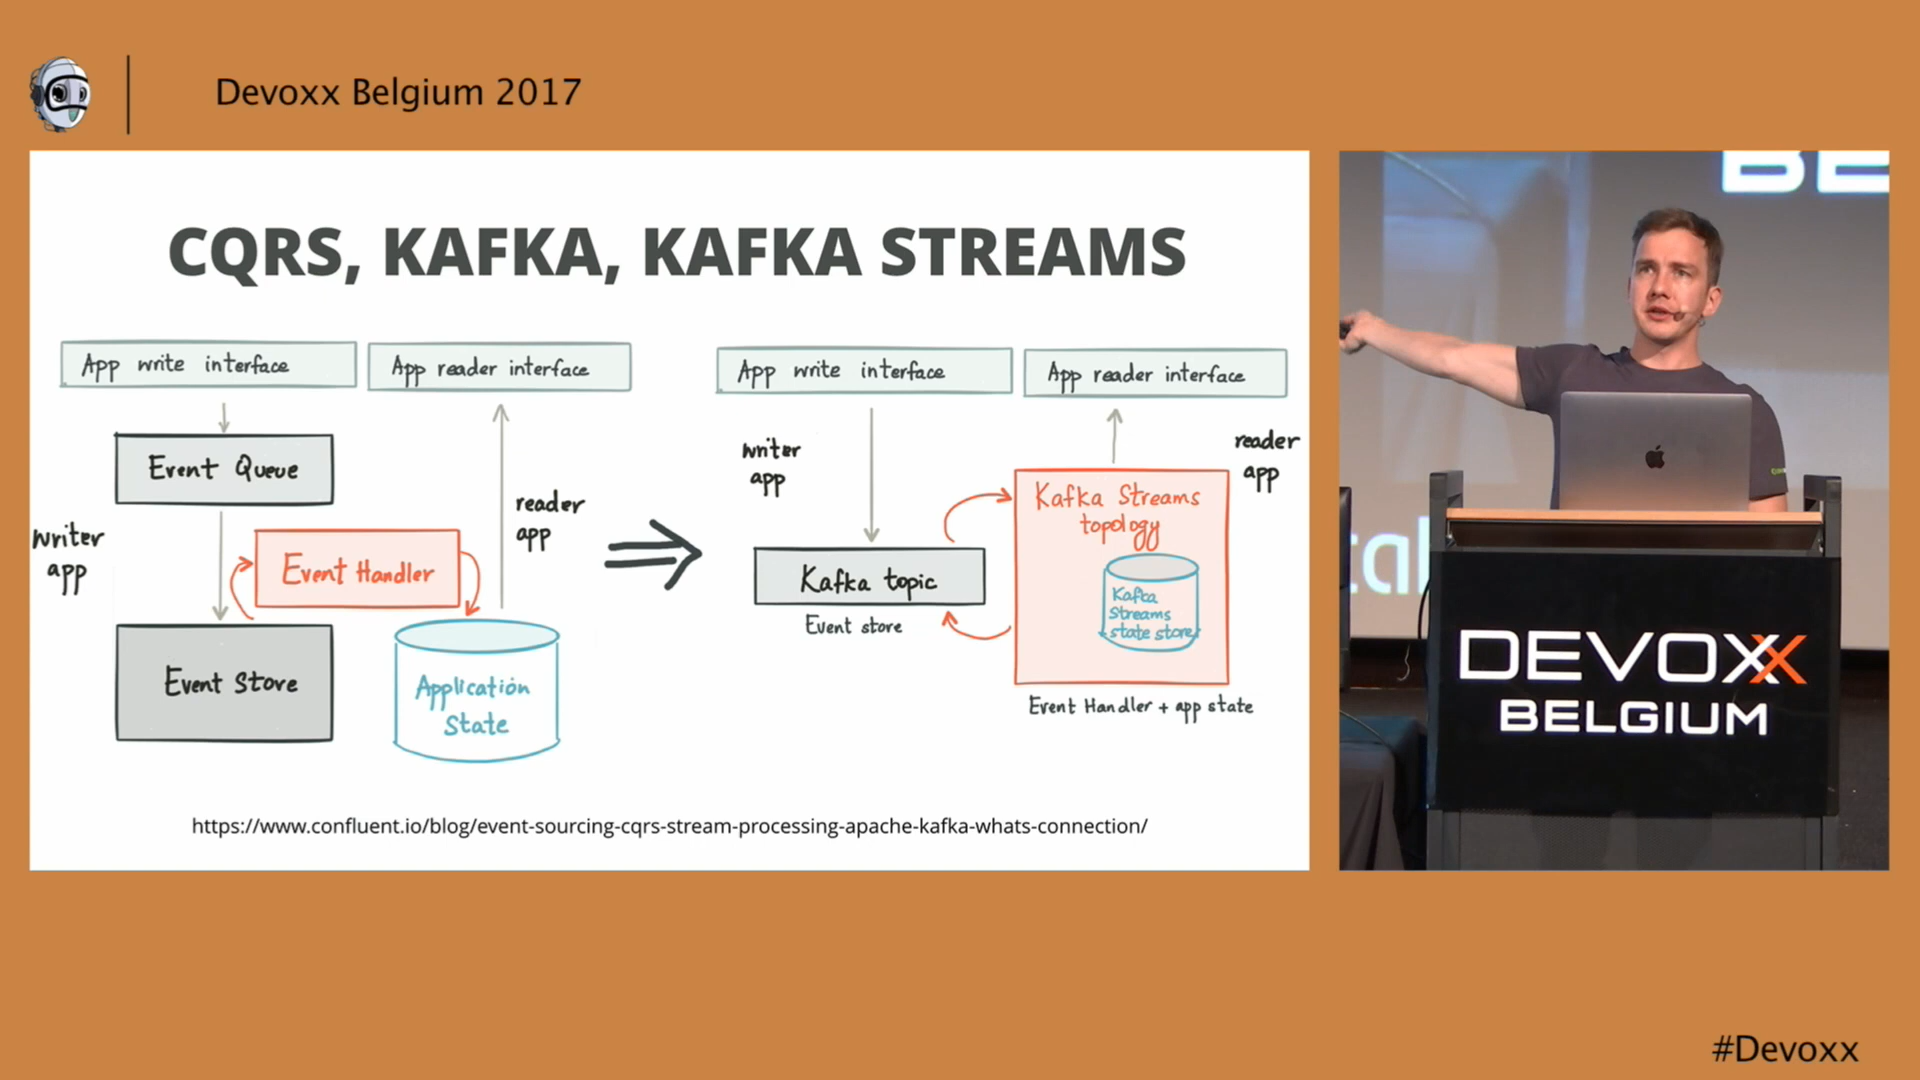 Devoxx Belgium 2017
CQRS, KAFKA, KAFKA STREAMS
App write interface
App reader interface
Event Queue
writer
app
Event Handler
reader
app
Event Store
Application
State
App write interface
App reader interface
writer
app
reader
app
Kafka Streams
topology
Kafka topic
Event store
Kafka
Streams
state store
Event Handler + app state
https://www.confluent.io/blog/event-sourcing-cqrs-stream-processing-apache-kafka-whats-connection/
BE
DEVOXX
BELGIUM
#Devoxx